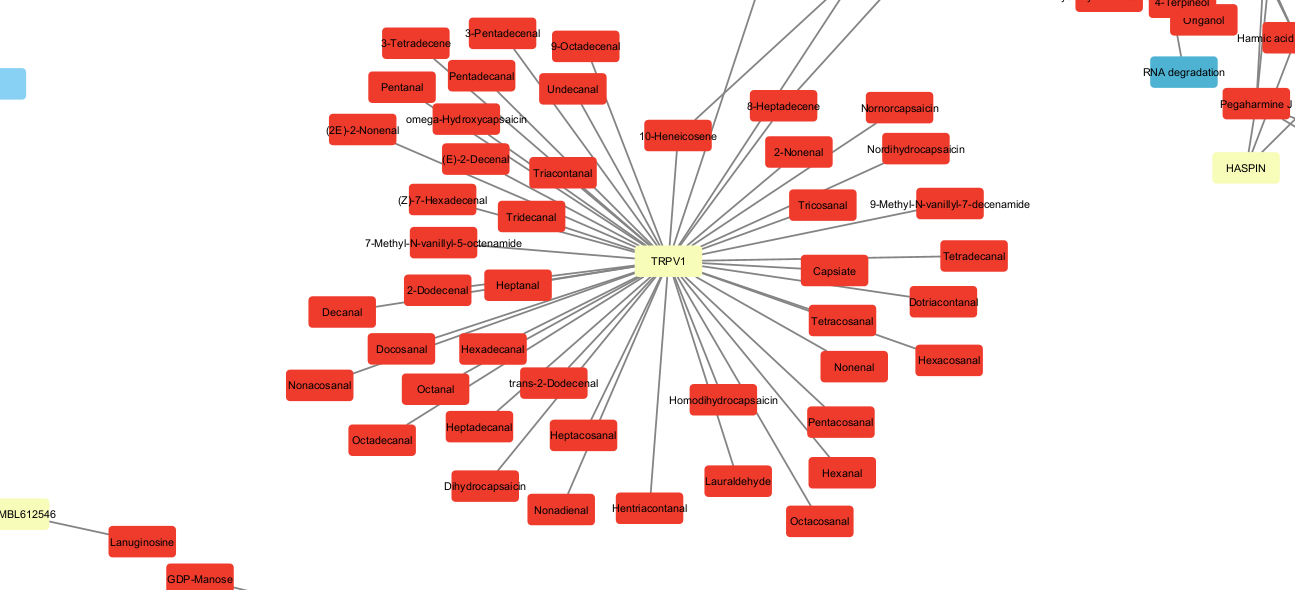 4-Terpineol
Origanol
3-Tetradecene
3-Pentadecenal
9-Octadecenal
Harmic acid
Pentadecanal
RNA degradation
Pentanal
Undecanal
8-Heptadecene
Nornorcapsaicin
Pegaharmine J
omega-Hydroxycapsaicin
(2E)-2-Nonenal
10-Heneicosene
2-Nonenal
Nordihydrocapsaicin
(E)-2-Decenal
Triacontanal
HASPIN
(Z)-7-Hexadecenal
Tridecanal
Tricosanal
9-Methyl-N-vanillyl-7-decenamide
7-Methyl-N-vanillyl-5-octenamide
TRPV1
Tetradecanal
Capsiate
2-Dodecenal
Heptanal
Dotriacontanal
Decanal
Tetracosanal
Docosanal
Hexadecanal
Hexacosanal
Nonenal
Nonacosanal
Octanal
trans-2-Dodecenal
Homodihydrocapsaicin
Pentacosanal
Heptadecanal
Heptacosanal
Octadecanal
Hexanal
Lauraldehyde
Dihydrocapsaicin
Nonadienal
Hentriacontanal
Octacosanal
MBL612546
Lanuginosine
GDP-Manose